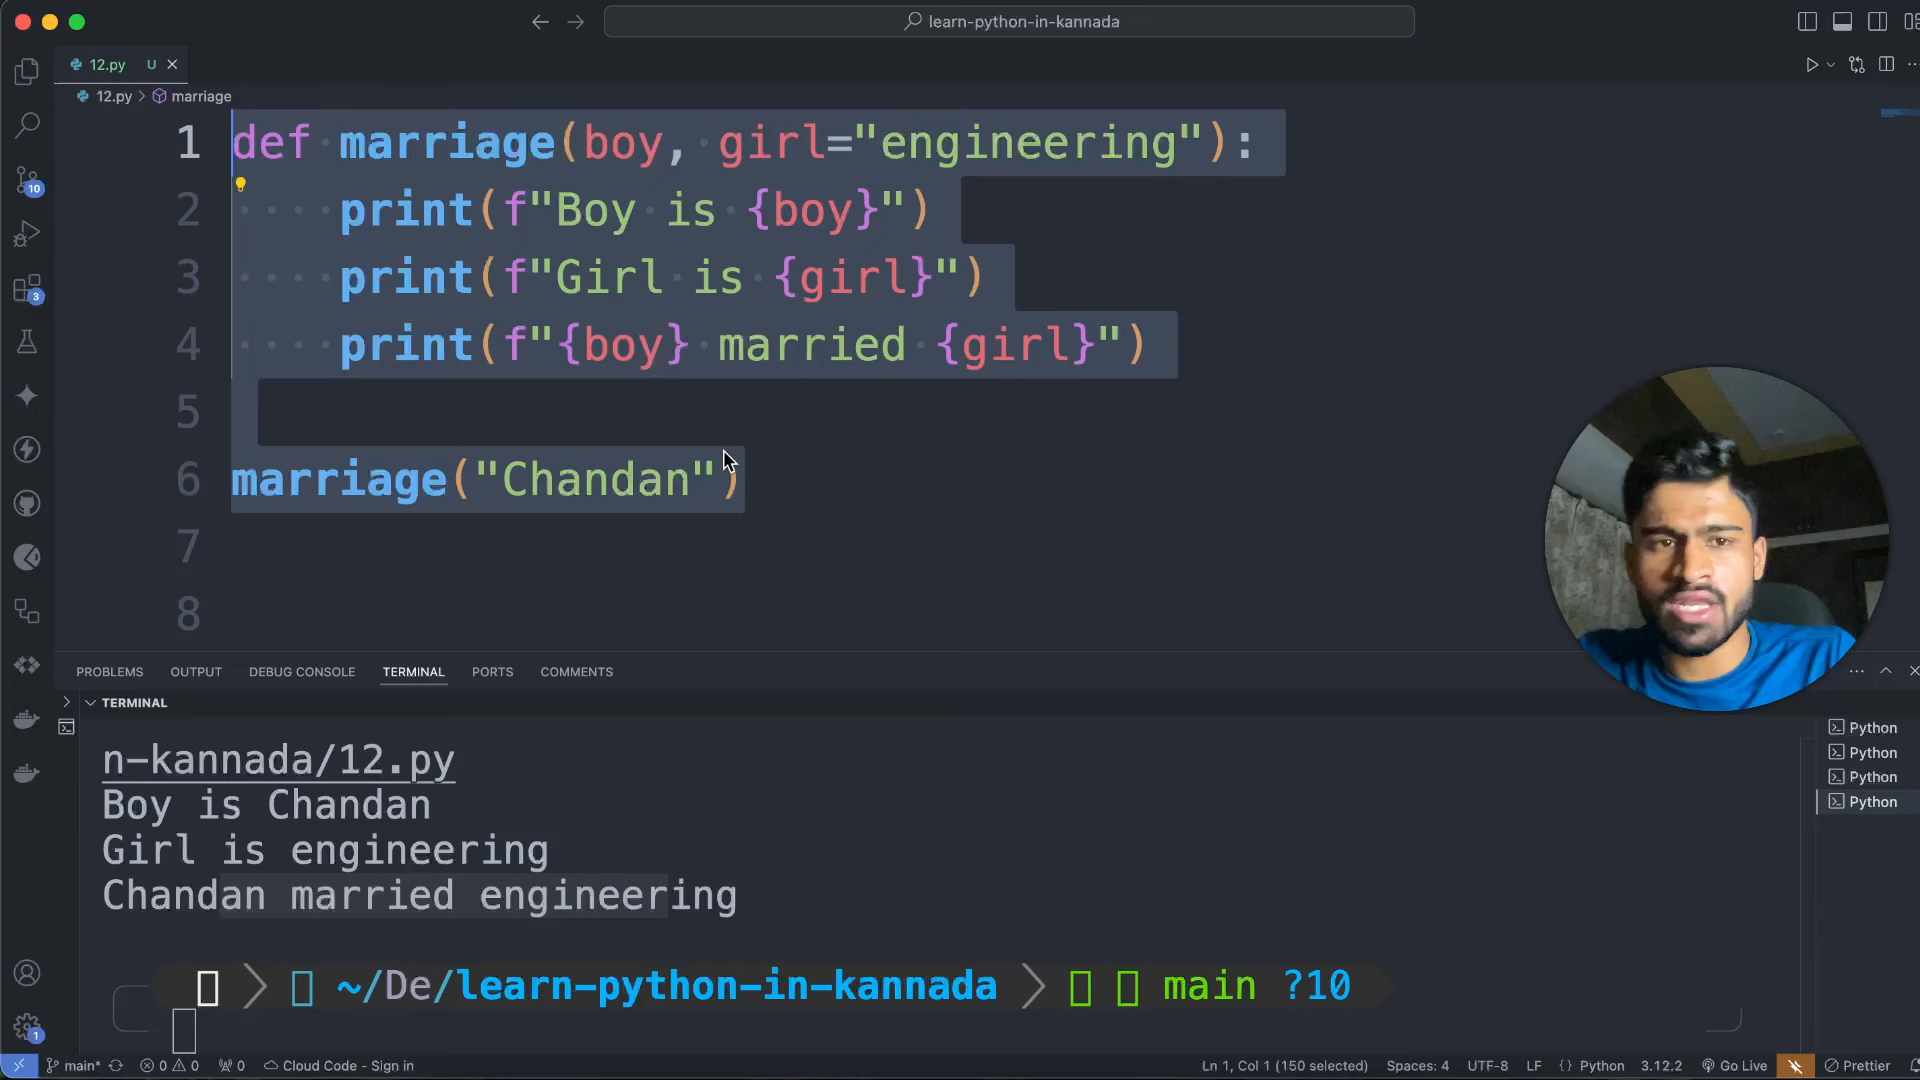 learn-python-in-kannada
12.py U
12.py > marriage
1 def marriage(boy, girl="engineering"):
2 print(f"Boy is {boy}")
3 print(f"Girl is {girl}")
4 print(f"{boy} married {girl}")
5
6 marriage("Chandan")
7
8
10
3
PROBLEMS OUTPUT DEBUG CONSOLE TERMINAL PORTS COMMENTS
TERMINAL
n-kannada/12.py
Boy is Chandan
Girl is engineering
Chandan married engineering
~/De/learn-python-in-kannada main ?10
Python
Python
Python
Python
1
main* 0 0 0 Cloud Code - Sign in Ln 1, Col 1 (150 selected) Spaces: 4 UTF-8 LF {} Python 3.12.2 Go Live Prettier